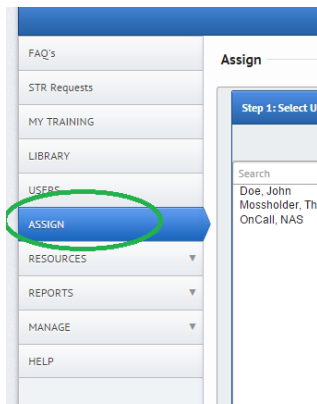 FAQ's
STR Requests
MY TRAINING
LIBRARY
USERS
ASSIGN
RESOURCES
REPORTS
MANAGE
HELP
Assign
Step 1: Select U
Search
Doe, John
Mossholder, Th
OnCall, NAS